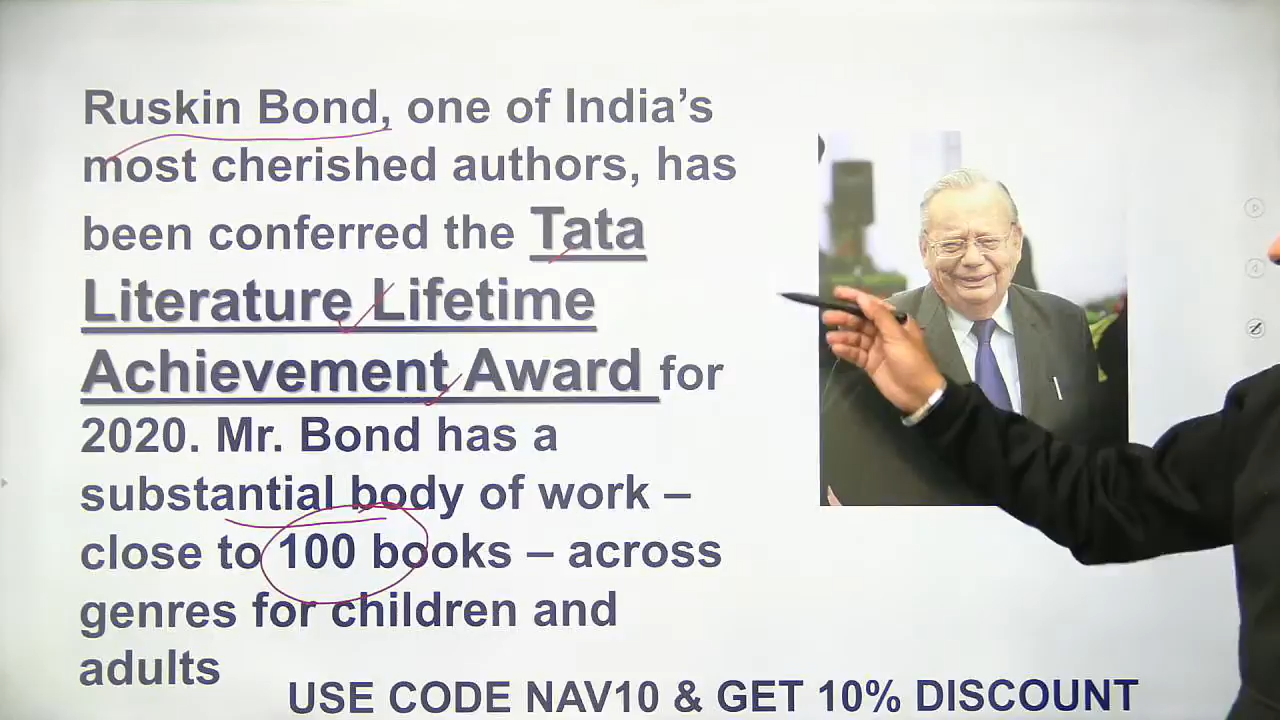 Ruskin Bond, one of India’s
most cherished authors, has
been conferred the Tata
Literature Lifetime
Achievement Award for
2020. Mr. Bond has a
substantial body of work –
close to 100 books – across
genres for children and
adults
USE CODE NAV10 & GET 10% DISCOUNT